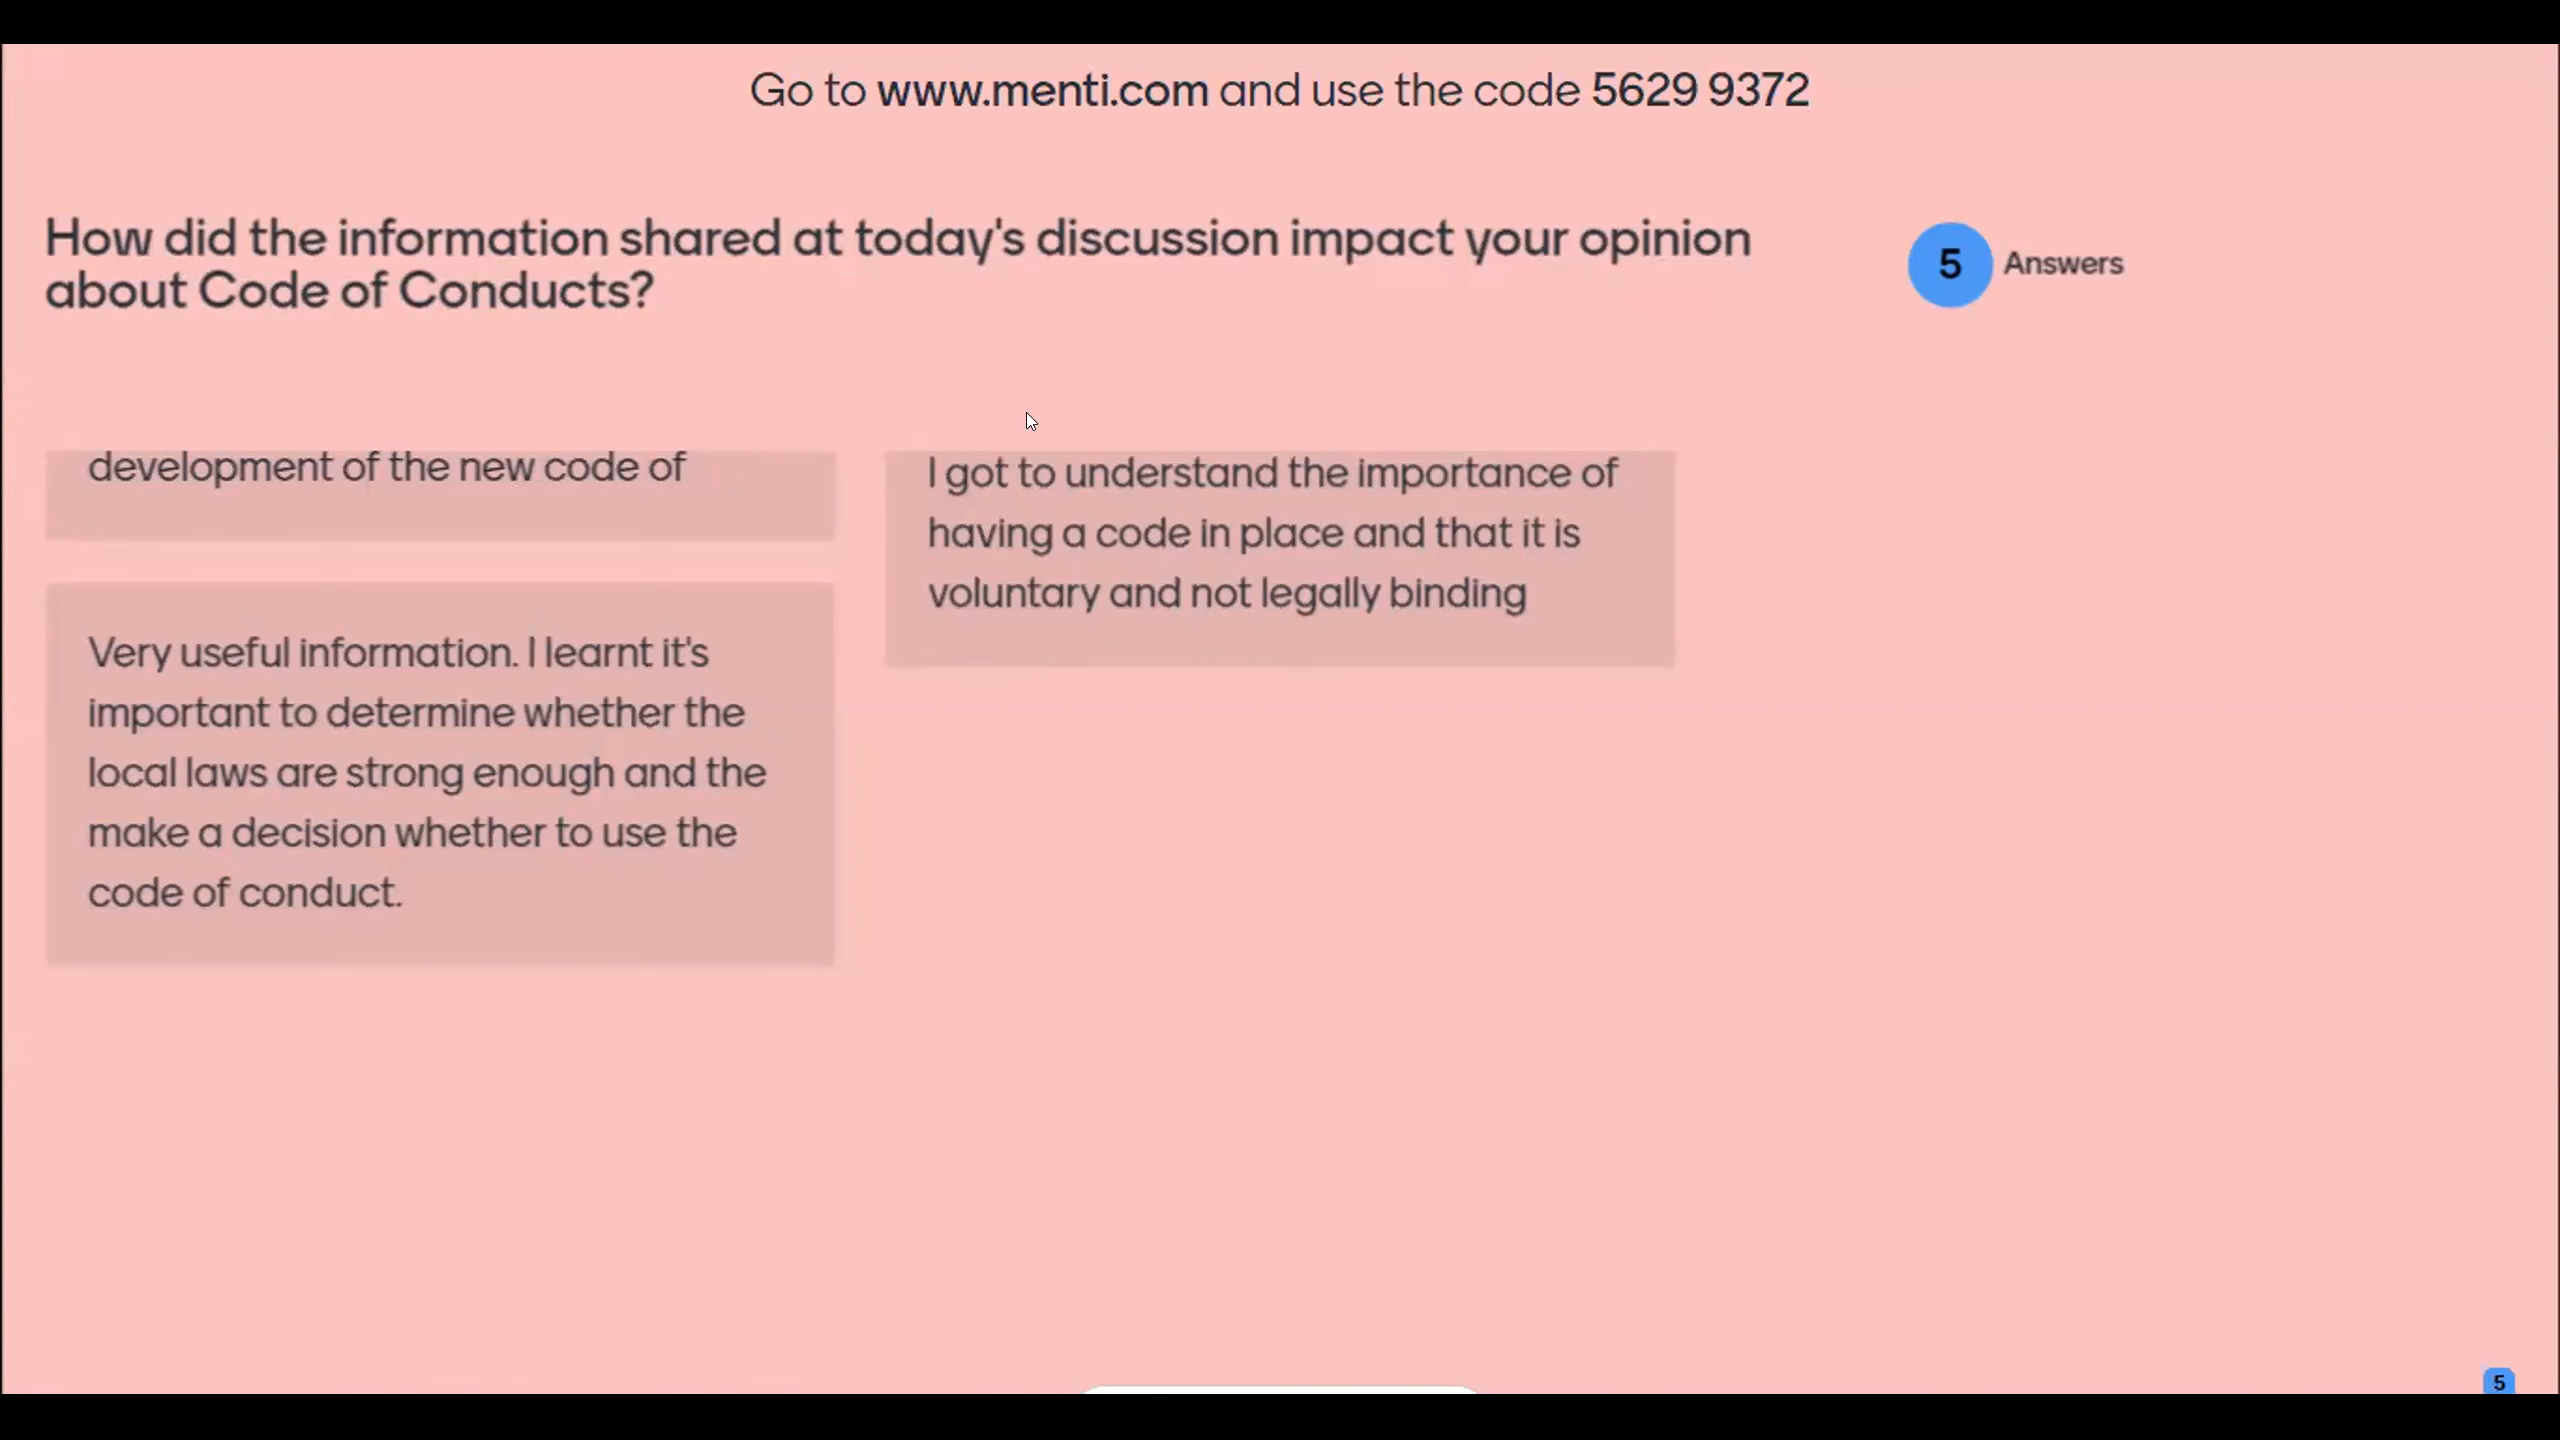 Go to www.menti.com and use the code 5629 9372
How did the information shared at today's discussion impact your opinion
about Code of Conducts?
5 Answers
development of the new code of
Very useful information. I learnt it's
important to determine whether the
local laws are strong enough and the
make a decision whether to use the
code of conduct.
I got to understand the importance of
having a code in place and that it is
voluntary and not legally binding
5